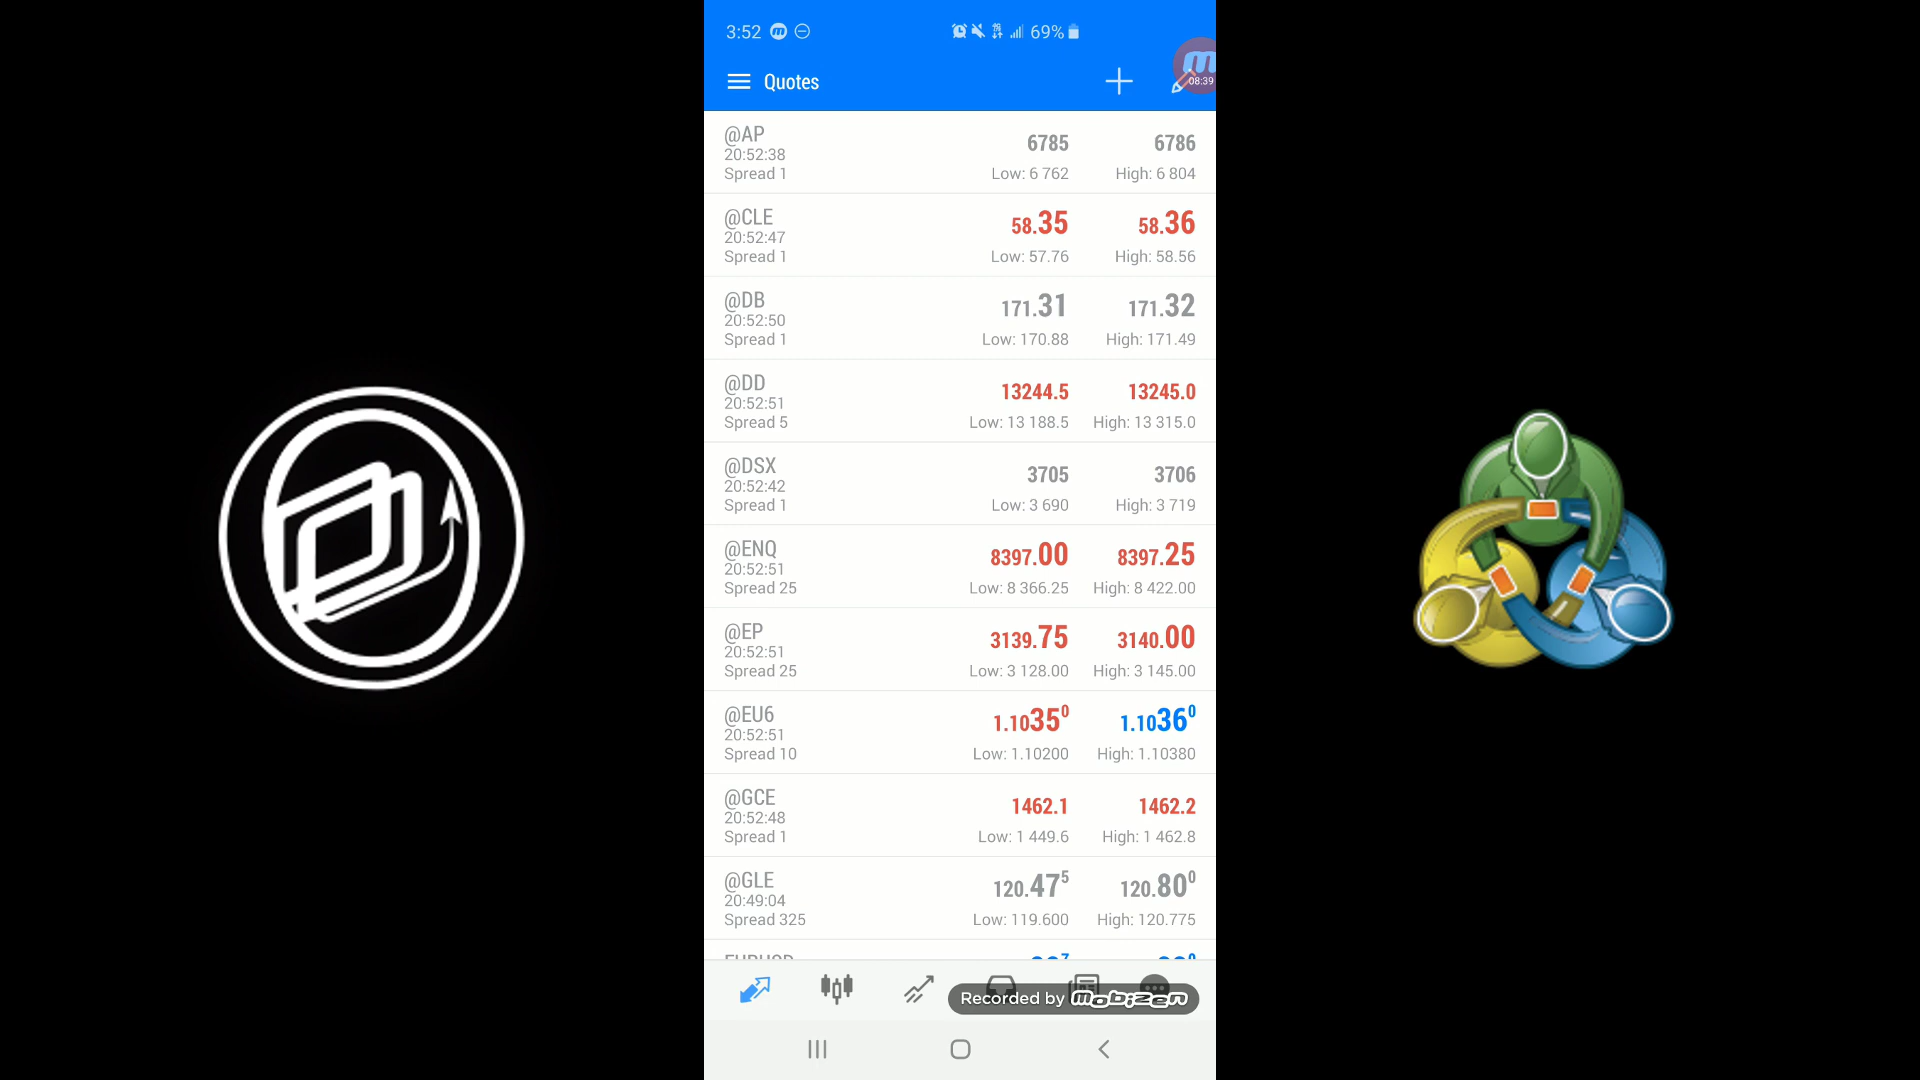 3:52 69%
08:39
Quotes
@AP
20:52:38
Spread 1
6785 6786
Low: 6 762 High: 6 804
@CLE
20:52:47
Spread 1
58.35 58.36
Low: 57.76 High: 58.56
@DB
20:52:50
Spread 1
171.31 171.32
Low: 170.88 High: 171.49
@DD
20:52:51
Spread 5
13244.5 13245.0
Low: 13 188.5 High: 13 315.0
@DSX
20:52:42
Spread 1
3705 3706
Low: 3 690 High: 3 719
@ENQ
20:52:51
Spread 25
8397.00 8397.25
Low: 8 366.25 High: 8 422.00
@EP
20:52:51
Spread 25
3139.75 3140.00
Low: 3 128.00 High: 3 145.00
@EU6
20:52:51
Spread 10
1.10350 1.10360
Low: 1.10200 High: 1.10380
@GCE
20:52:48
Spread 1
1462.1 1462.2
Low: 1 449.6 High: 1 462.8
@GLE
20:49:04
Spread 325
120.475 120.800
Low: 119.600 High: 120.775
Recorded by mobizen